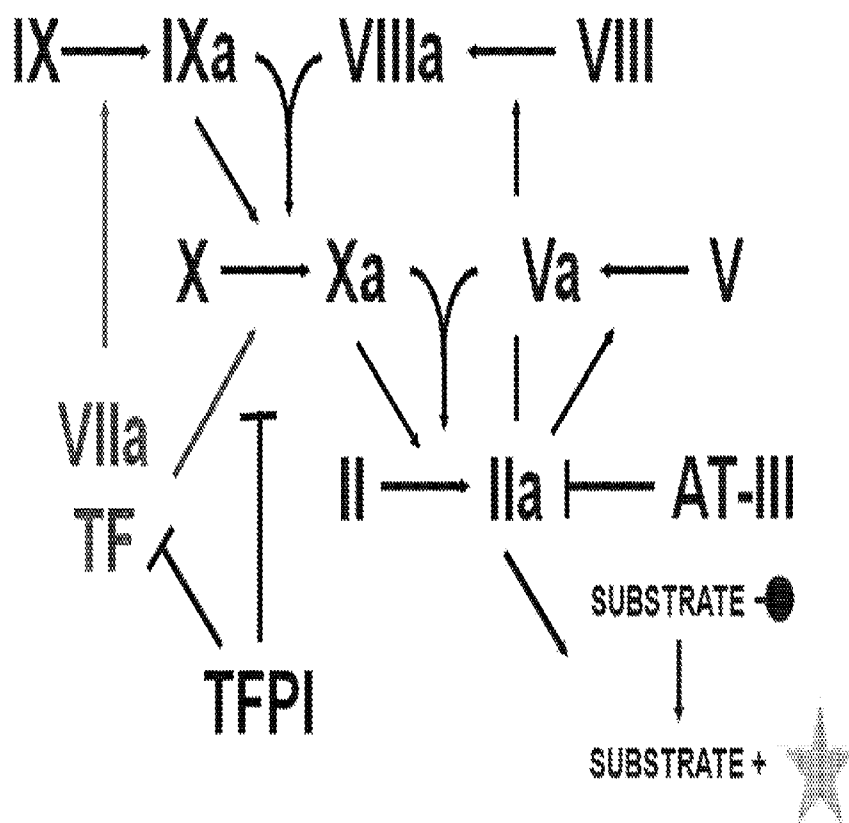 IX IXa VIIIa VIII
X Xa Va V
VIIa
TF
II IIa AT-III
SUBSTRATE
TFPI
SUBSTRATE +